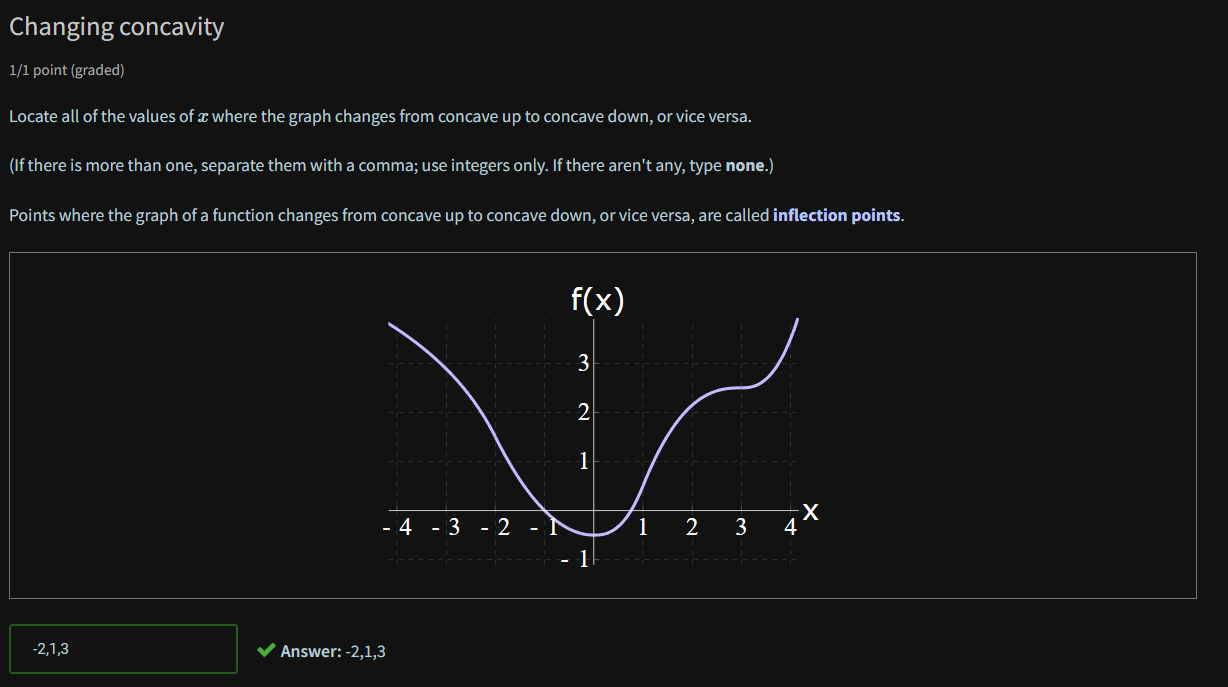 Changing concavity
1/1 point (graded)
Locate all of the values of x where the graph changes from concave up to concave down, or vice versa.
(If there is more than one, separate them with a comma; use integers only. If there aren't any, type none.)
Points where the graph of a function changes from concave up to concave down, or vice versa, are called inflection points.
f(x)
3
2
1
- 4 - 3 - 2 - 1 1 2 3 4 x
- 1
-2,1,3
Answer: -2,1,3